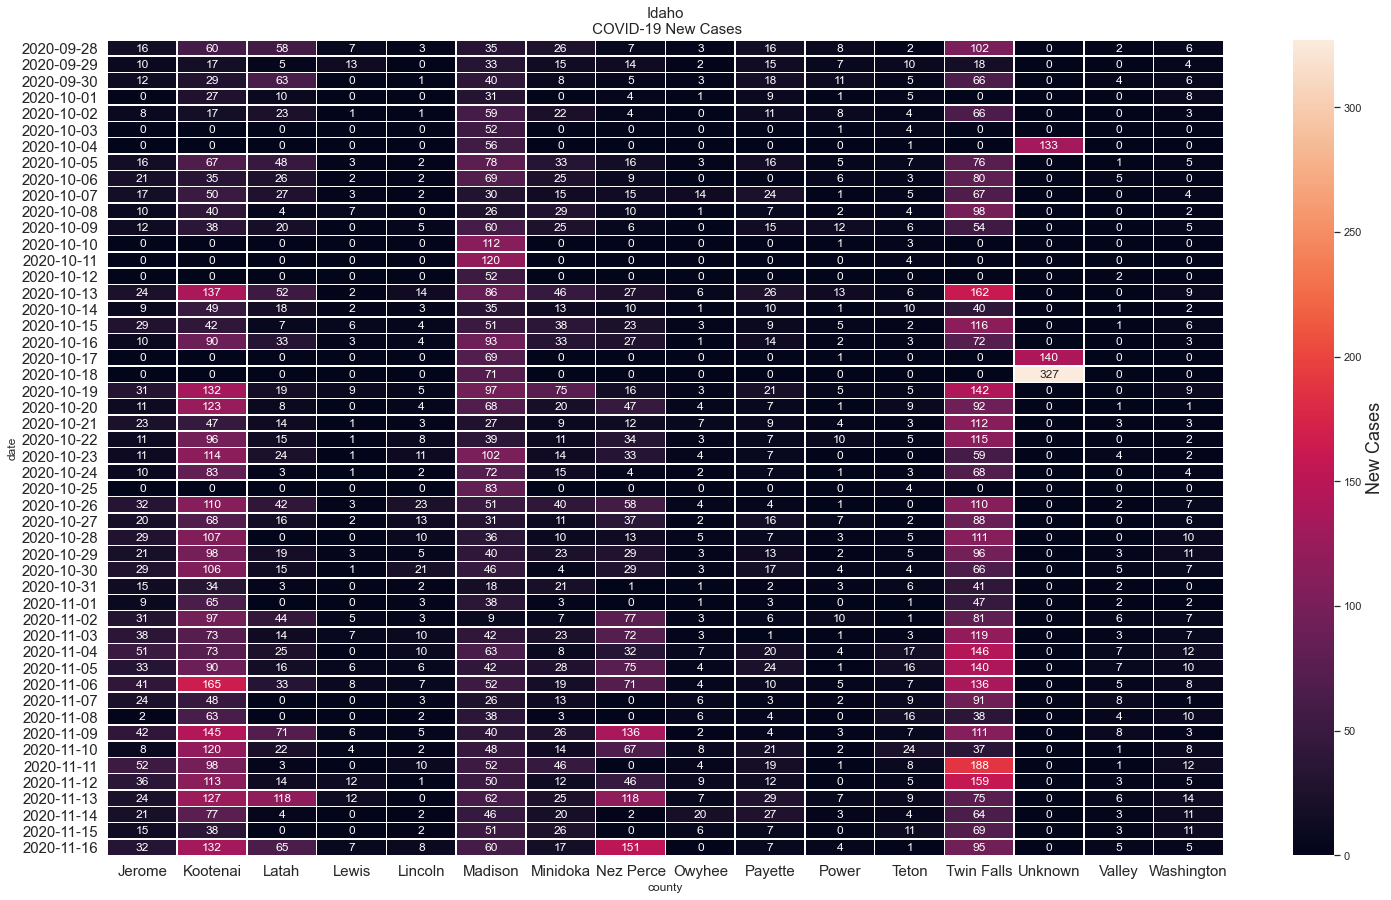 Idaho
COVID-19 New Cases
2020-09-28 16 60 58 7 3 35 26 7 3 16 8 2 102 0 2 6
2020-09-29 10 17 5 13 0 33 15 14 2 15 7 10 18 0 0 4
2020-09-30 12 29 63 0 1 40 8 5 3 18 11 5 66 0 4 6
2020-10-01 0 27 10 0 0 31 0 4 1 9 1 5 0 0 0 8
2020-10-02 8 17 23 1 1 59 22 4 0 11 8 4 66 0 0 3
2020-10-03 0 0 0 0 0 52 0 0 0 0 1 4 0 0 0 0
2020-10-04 0 0 0 0 0 56 0 0 0 0 0 1 0 133 0 0
2020-10-05 16 67 48 3 2 78 33 16 3 16 5 7 76 0 1 5
2020-10-06 21 35 26 2 2 69 25 9 0 0 6 3 80 0 5 0
2020-10-07 17 50 27 3 2 30 15 15 14 24 1 5 67 0 0 4
2020-10-08 10 40 4 7 0 26 29 10 1 7 2 4 98 0 0 2
2020-10-09 12 38 20 0 5 60 25 6 0 15 12 6 54 0 0 5
2020-10-10 0 0 0 0 0 112 0 0 0 0 1 3 0 0 0 0
2020-10-11 0 0 0 0 0 120 0 0 0 0 0 4 0 0 0 0
2020-10-12 0 0 0 0 0 52 0 0 0 0 0 0 0 0 2 0
2020-10-13 24 137 52 2 14 86 46 27 6 26 13 6 162 0 0 9
2020-10-14 9 49 18 2 3 35 13 10 1 10 1 10 40 0 1 2
2020-10-15 29 42 7 6 4 51 38 23 3 9 5 2 116 0 1 6
2020-10-16 10 90 33 3 4 93 33 27 1 14 2 3 72 0 0 3
2020-10-17 0 0 0 0 0 69 0 0 0 0 1 0 0 140 0 0
2020-10-18 0 0 0 0 0 71 0 0 0 0 0 0 0 327 0 0
2020-10-19 31 132 19 9 5 97 75 16 3 21 5 5 142 0 0 9
2020-10-20 11 123 8 0 4 68 20 47 4 7 1 9 92 0 1 1
2020-10-21 23 47 14 1 3 27 9 12 7 9 4 3 112 0 3 3
2020-10-22 11 96 15 1 8 39 11 34 3 7 10 5 115 0 0 2
2020-10-23 11 114 24 1 11 102 14 33 4 7 0 0 59 0 4 2
2020-10-24 10 83 3 1 2 72 15 4 2 7 1 3 68 0 0 4
2020-10-25 0 0 0 0 0 83 0 0 0 0 0 4 0 0 0 0
2020-10-26 32 110 42 3 23 51 40 58 4 4 1 0 110 0 2 7
2020-10-27 20 68 16 2 13 31 11 37 2 16 7 2 88 0 0 6
2020-10-28 29 107 0 0 10 36 10 13 5 7 3 5 111 0 0 10
2020-10-29 21 98 19 3 5 40 23 29 3 13 2 5 96 0 3 11
2020-10-30 29 106 15 1 21 46 4 29 3 17 4 4 66 0 5 7
2020-10-31 15 34 3 0 2 18 21 1 1 2 3 6 41 0 2 0
2020-11-01 9 65 0 0 3 38 3 0 1 3 0 1 47 0 2 2
2020-11-02 31 97 44 5 3 9 7 77 3 6 10 1 81 0 6 7
2020-11-03 38 73 14 7 10 42 23 72 3 1 1 3 119 0 3 7
2020-11-04 51 73 25 0 10 63 8 32 7 20 4 17 146 0 7 12
2020-11-05 33 90 16 6 6 42 28 75 4 24 1 16 140 0 7 10
2020-11-06 41 165 33 8 7 52 19 71 4 10 5 7 136 0 5 8
2020-11-07 24 48 0 0 3 26 13 0 6 3 2 9 91 0 8 1
2020-11-08 2 63 0 0 2 38 3 0 6 4 0 16 38 0 4 10
2020-11-09 42 145 71 6 5 40 26 136 2 4 3 7 111 0 8 3
2020-11-10 8 120 22 4 2 48 14 67 8 21 2 24 37 0 1 8
2020-11-11 52 98 3 0 10 52 46 0 4 19 1 8 188 0 1 12
2020-11-12 36 113 14 12 1 50 12 46 9 12 0 5 159 0 3 5
2020-11-13 24 127 118 12 0 62 25 118 7 29 7 9 75 0 6 14
2020-11-14 21 77 4 0 2 46 20 2 20 27 3 4 64 0 3 11
2020-11-15 15 38 0 0 2 51 26 0 6 7 0 11 69 0 3 11
2020-11-16 32 132 65 7 8 60 17 151 0 7 4 1 95 0 5 5
Jerome Kootenai Latah Lewis Lincoln Madison Minidoka Nez Perce Owyhee Payette Power Teton Twin Falls Unknown Valley Washington
county
date
300
250
200
150
100
50
0
New Cases